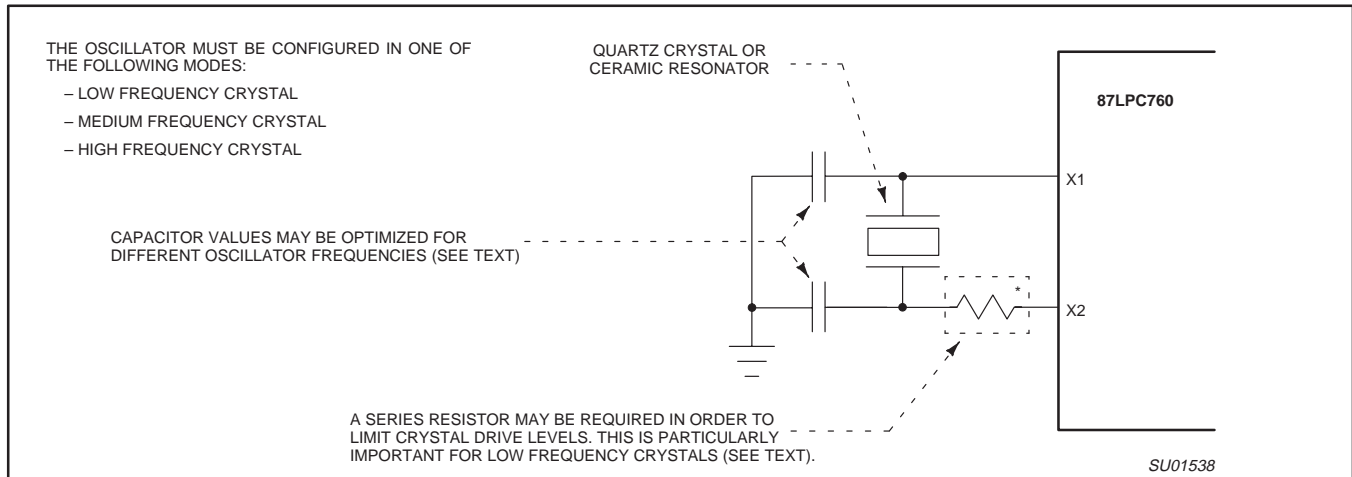 THE OSCILLATOR MUST BE CONFIGURED IN ONE OF
THE FOLLOWING MODES:
– LOW FREQUENCY CRYSTAL
– MEDIUM FREQUENCY CRYSTAL
– HIGH FREQUENCY CRYSTAL
QUARTZ CRYSTAL OR
CERAMIC RESONATOR
87LPC760
X1
CAPACITOR VALUES MAY BE OPTIMIZED FOR
DIFFERENT OSCILLATOR FREQUENCIES (SEE TEXT)
*
X2
A SERIES RESISTOR MAY BE REQUIRED IN ORDER TO
LIMIT CRYSTAL DRIVE LEVELS. THIS IS PARTICULARLY
IMPORTANT FOR LOW FREQUENCY CRYSTALS (SEE TEXT).
SU01538